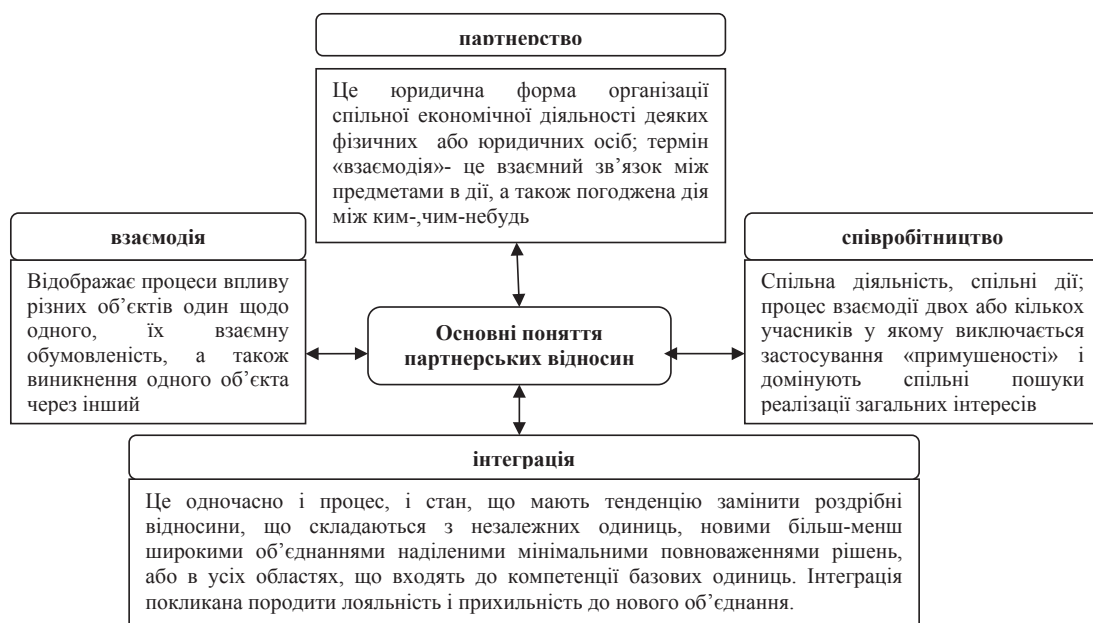 партнерство
Це юридична форма організації
спільної економічної діяльності деяких
фізичних або юридичних осіб; термін
«взаємодія»- це взаємний зв’язок між
предметами в дії, а також погоджена дія
між ким-,чим-небудь
взаємодія
Відображає процеси впливу
різних об’єктів один щодо
одного, їх взаємну
обумовленість, а також
виникнення одного об’єкта
через інший
Основні поняття
партнерських відносин
співробітництво
Спільна діяльність, спільні дії;
процес взаємодії двох або кількох
учасників у якому виключається
застосування «примушеності» і
домінують спільні пошуки
реалізації загальних інтересів
інтеграція
Це одночасно і процес, і стан, що мають тенденцію замінити роздрібні
відносини, що складаються з незалежних одиниць, новими більш-менш
широкими об’єднаннями наділеними мінімальними повноваженнями рішень,
або в усіх областях, що входять до компетенції базових одиниць. Інтеграція
покликана породити лояльність і прихильність до нового об’єднання.